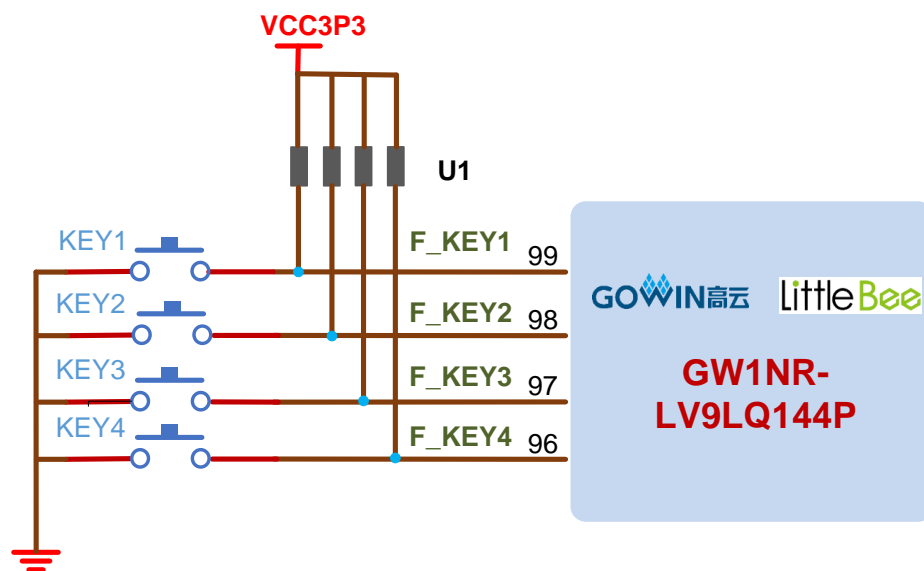 VCC3P3
U1
KEY1
F_KEY1
99
KEY2
F_KEY2
98
KEY3
F_KEY3
97
KEY4
F_KEY4
96
GOWIN高云
LittleBee
GW1NR-
LV9LQ144P